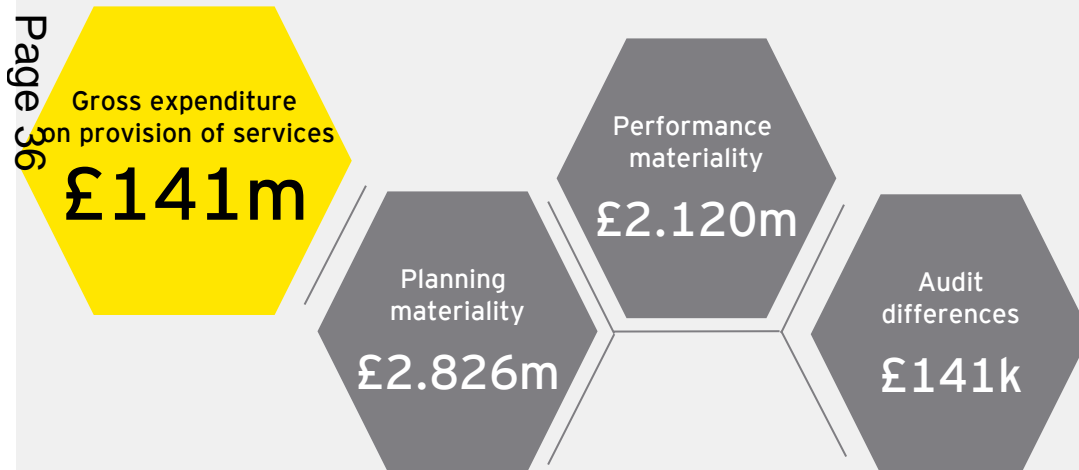 Page 36
Gross expenditure
on provision of services
£141m
Planning
materiality
£2.826m
Performance
materiality
£2.120m
Audit
differences
£141k